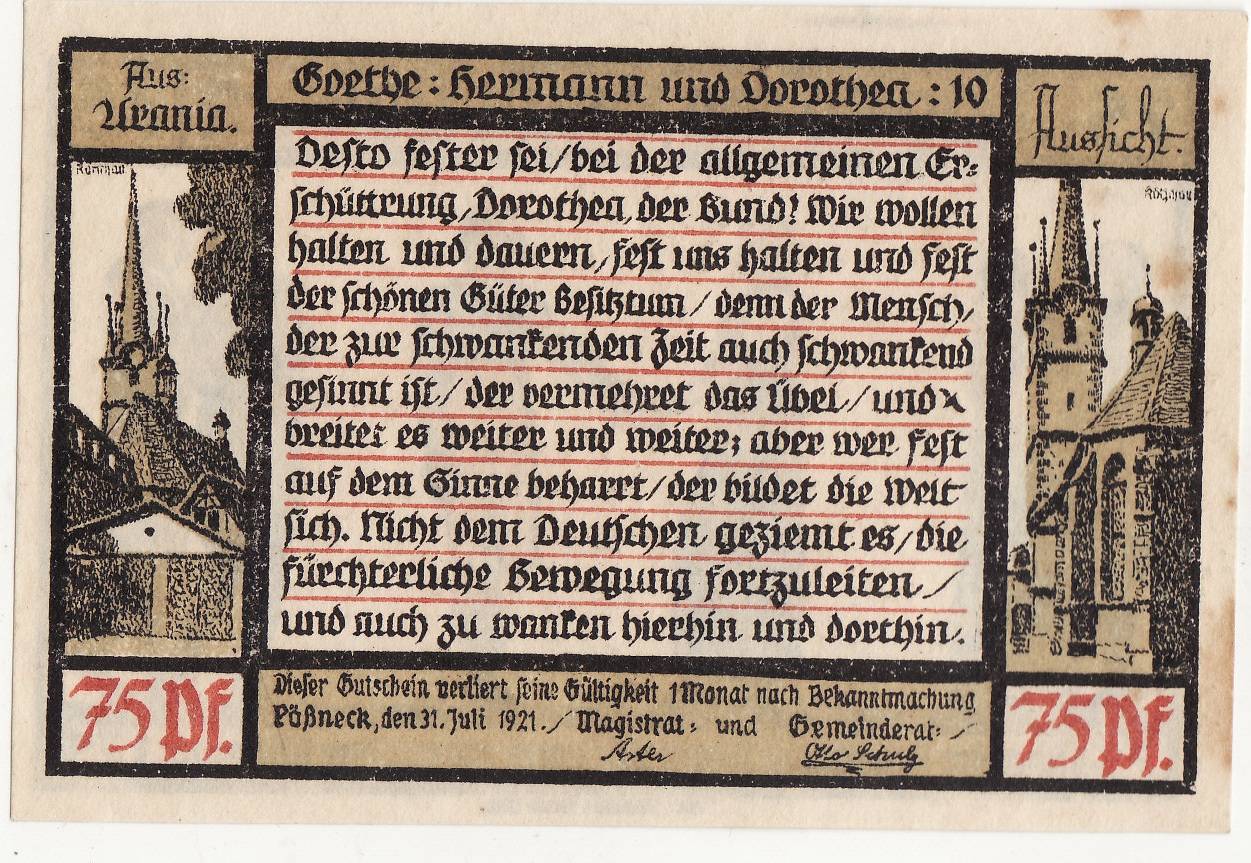 Aus:
Urania.
Goethe: Hermann und Dorothea: 10
Aussicht.
Desto fester sei/bei der allgemeinen Er=
schüttrung, Dorothea, der Bund! Wir wollen
halten und dauern, fest uns halten und fest
der schönen Güter Besitztum/denn der Mensch,
der zur schwankenden Zeit auch schwankend
gesinnt ist/der vermehret das Übel/und
breitet es weiter und weiter; aber wer fest
auf dem Sinne beharrt/der bildet die Welt
sich. Nicht dem Deutschen geziemt es/die
fürchterliche Bewegung fortzuleiten/
und auch zu wanken hierhin und dorthin.
75 Pf.
Dieser Gutschein verliert seine Gültigkeit 1 Monat nach Bekanntmachung
Pößneck, den 31. Juli 1921./Magistrat= und Gemeinderat=/
Otto Schulz
75 Pf.